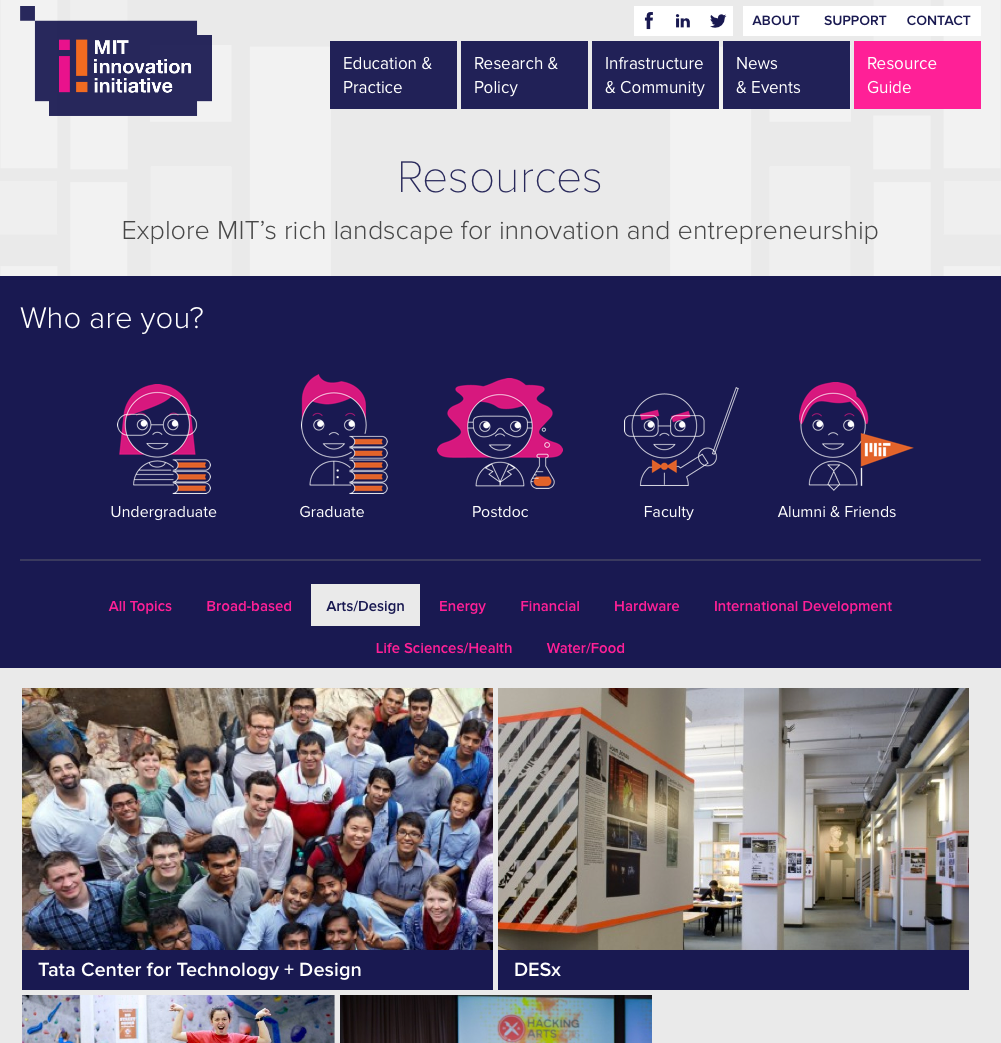 MIT
innovation
initiative
ABOUT SUPPORT CONTACT
Education &
Practice
Research &
Policy
Infrastructure
& Community
News
& Events
Resource
Guide
Resources
Explore MIT’s rich landscape for innovation and entrepreneurship
Who are you?
MIT
Undergraduate Graduate Postdoc Faculty Alumni & Friends
All Topics Broad-based Arts/Design Energy Financial Hardware International Development
Life Sciences/Health Water/Food
Tata Center for Technology + Design
DESx
HACKING
ARTS